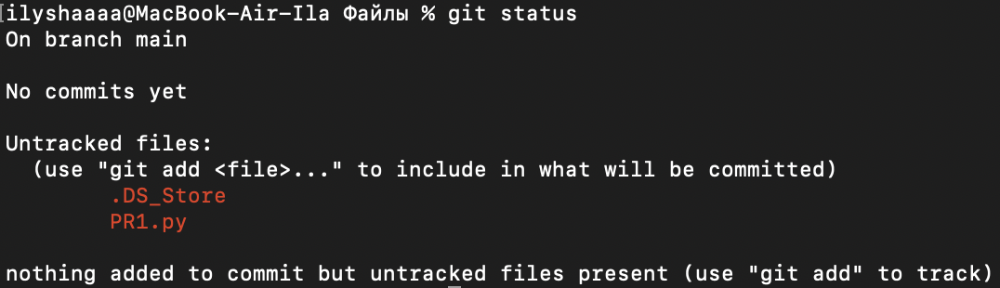 [ilyshaaaa@MacBook-Air-Ila Файлы % git status
On branch main
No commits yet
Untracked files:
(use "git add <file>..." to include in what will be committed)
.DS_Store
PR1.py
nothing added to commit but untracked files present (use "git add" to track)